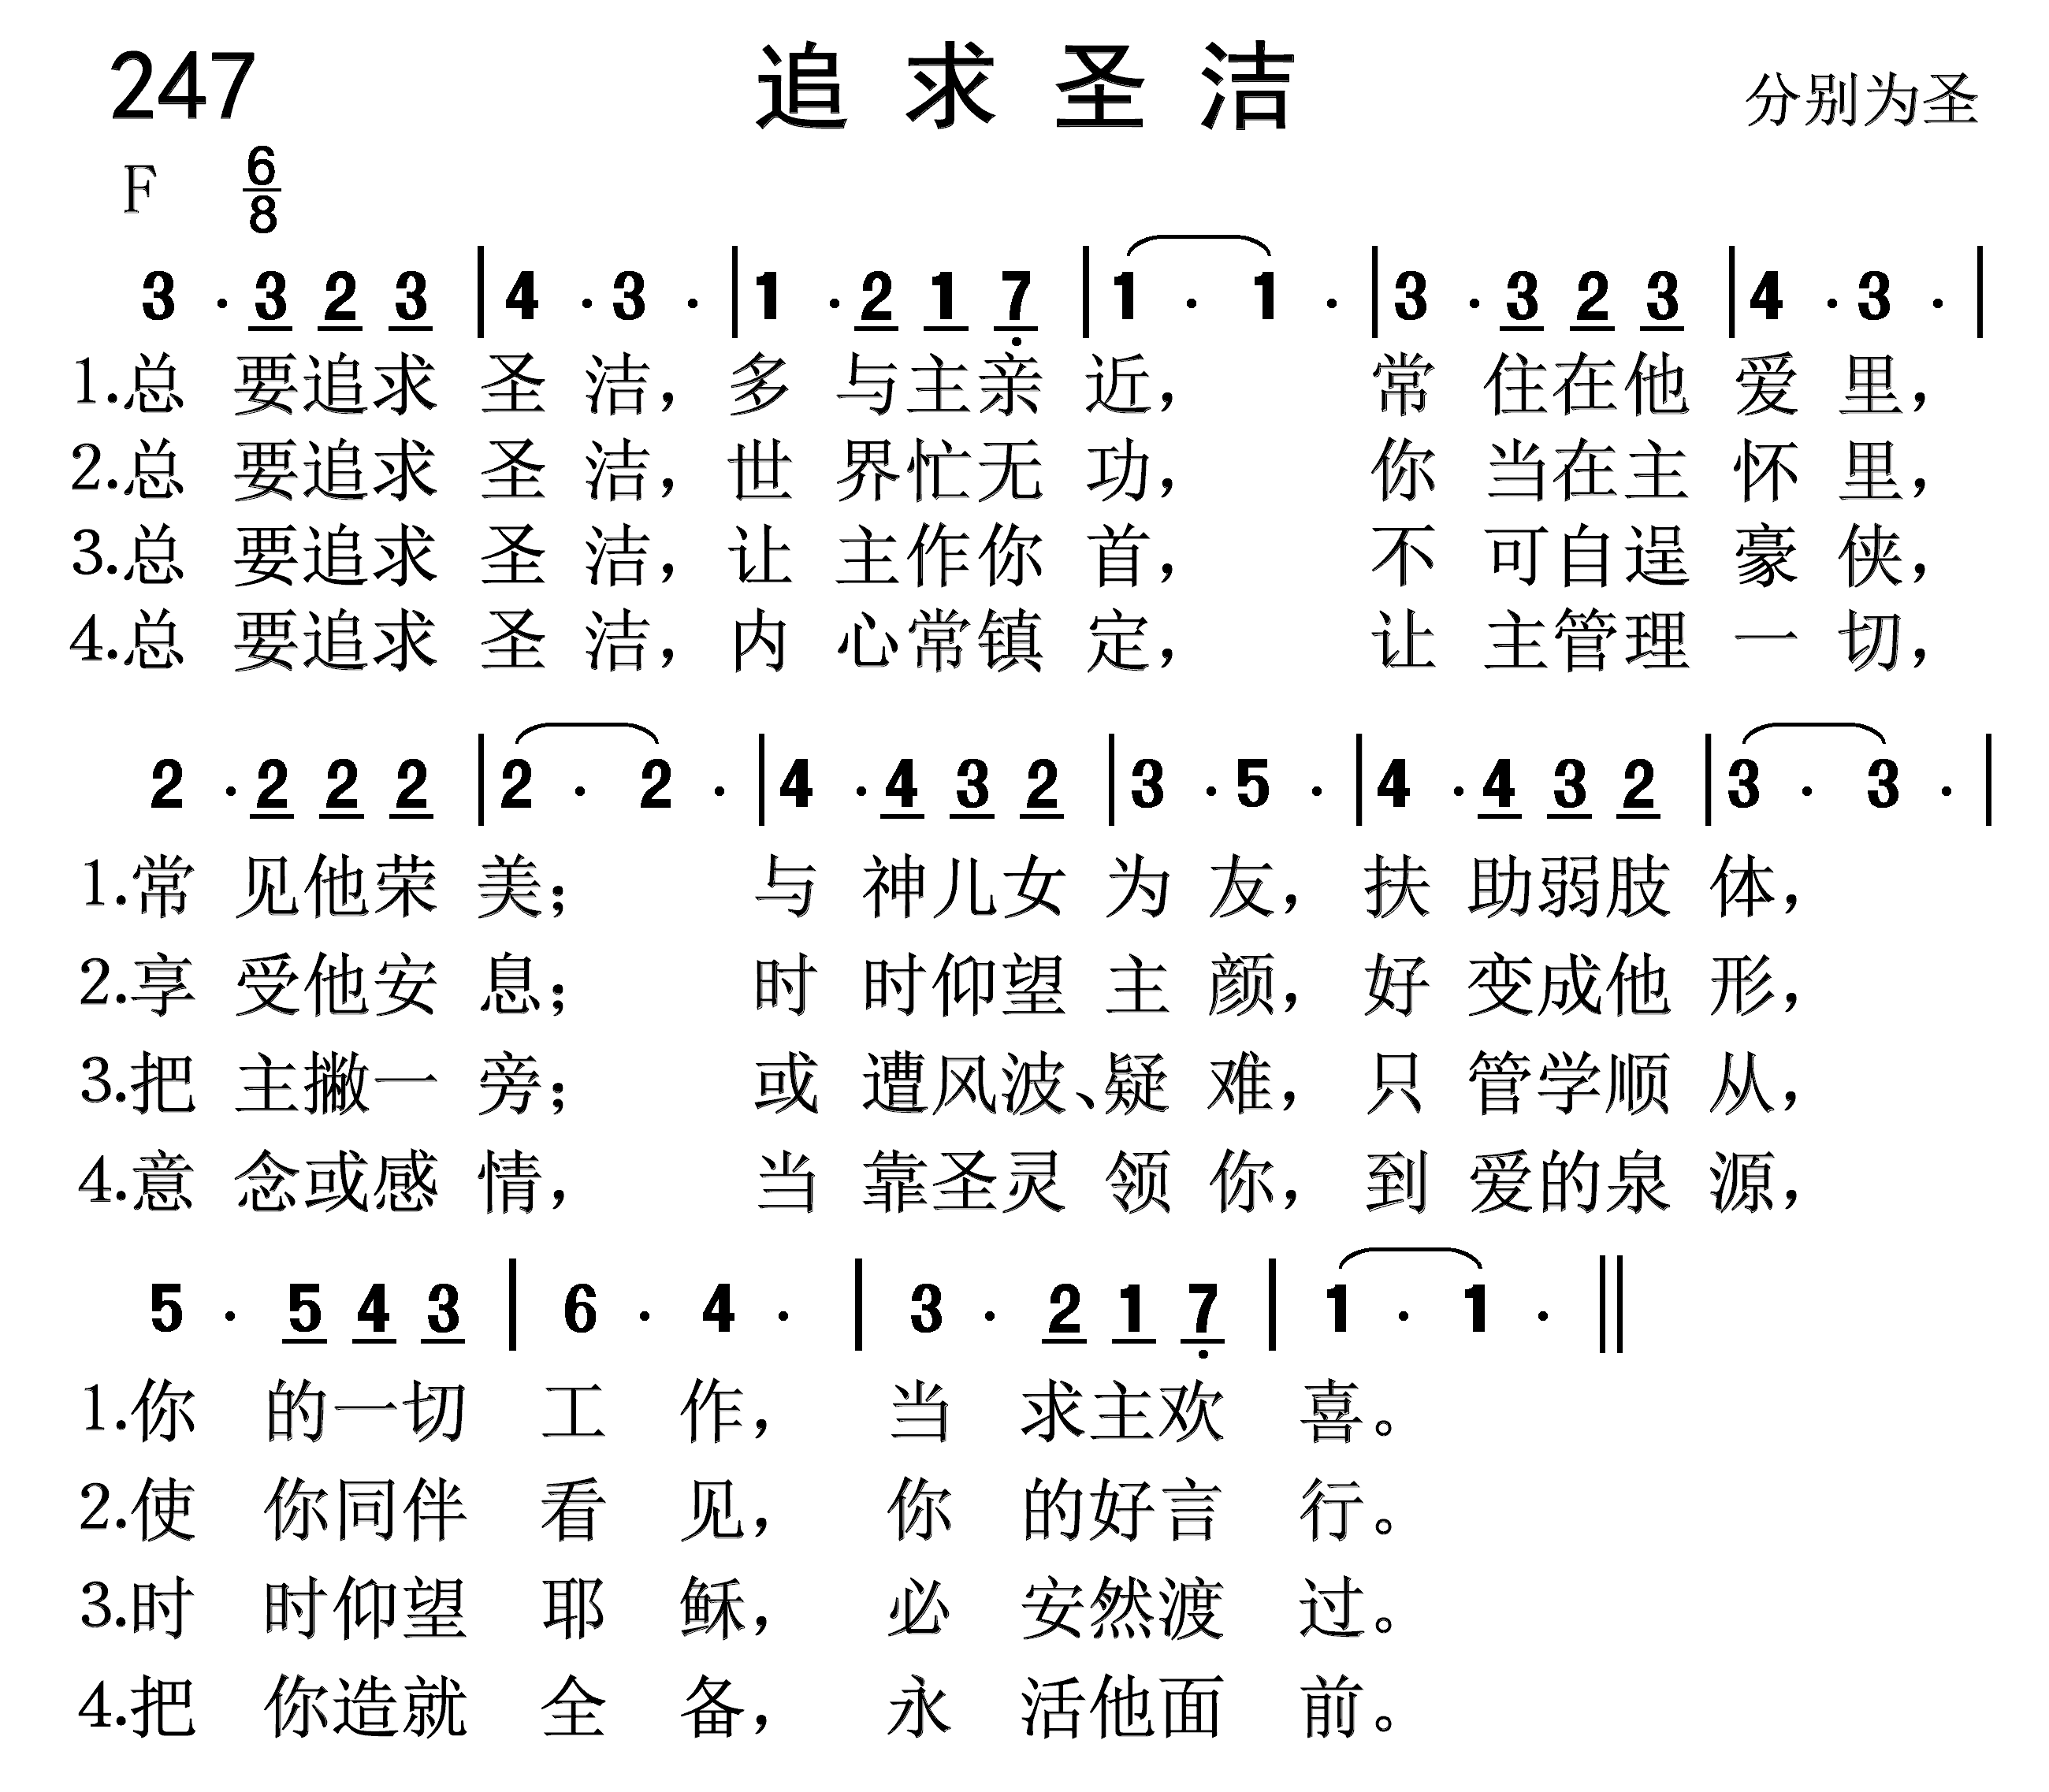 247 追求圣洁 分别为圣
F 6/8
3 · 3 2 3 | 4 · 3 · | 1 · 2 1 7̣ | 1 · 1 · | 3 · 3 2 3 | 4 · 3 · |
1.总 要追求 圣 洁，多 与主亲 近， 常 住在他 爱 里，
2.总 要追求 圣 洁，世 界忙无 功， 你 当在主 怀 里，
3.总 要追求 圣 洁，让 主作你 首， 不 可自逞 豪 侠，
4.总 要追求 圣 洁，内 心常镇 定， 让 主管理 一 切，
2 · 2 2 2 | 2 · 2 · | 4 · 4 3 2 | 3 · 5 · | 4 · 4 3 2 | 3 · 3 · |
1.常 见他荣 美； 与 神儿女 为 友，扶 助弱肢 体，
2.享 受他安 息； 时 时仰望 主 颜，好 变成他 形，
3.把 主撇一 旁； 或 遭风波、疑 难，只 管学顺 从，
4.意 念或感 情， 当 靠圣灵 领 你，到 爱的泉 源，
5 · 5 4 3 | 6 · 4 · | 3 · 2 1 7̣ | 1 · 1 · ‖
1.你 的一切 工 作， 当 求主欢 喜。
2.使 你同伴 看 见， 你 的好言 行。
3.时 时仰望 耶 稣， 必 安然渡 过。
4.把 你造就 全 备， 永 活他面 前。